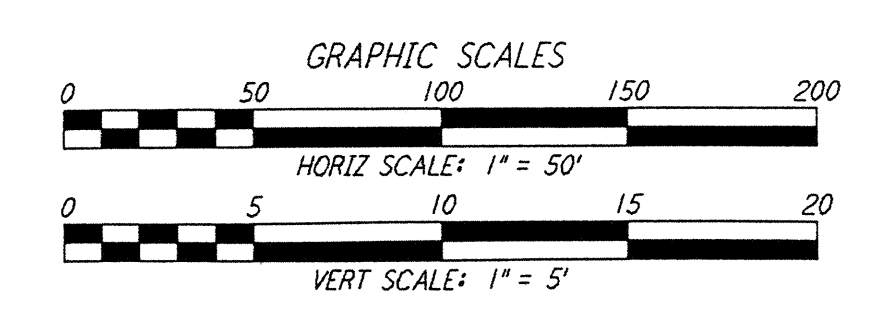 GRAPHIC SCALES
0 50 100 150 200
HORIZ SCALE: 1" = 50'
0 5 10 15 20
VERT SCALE: 1" = 5'